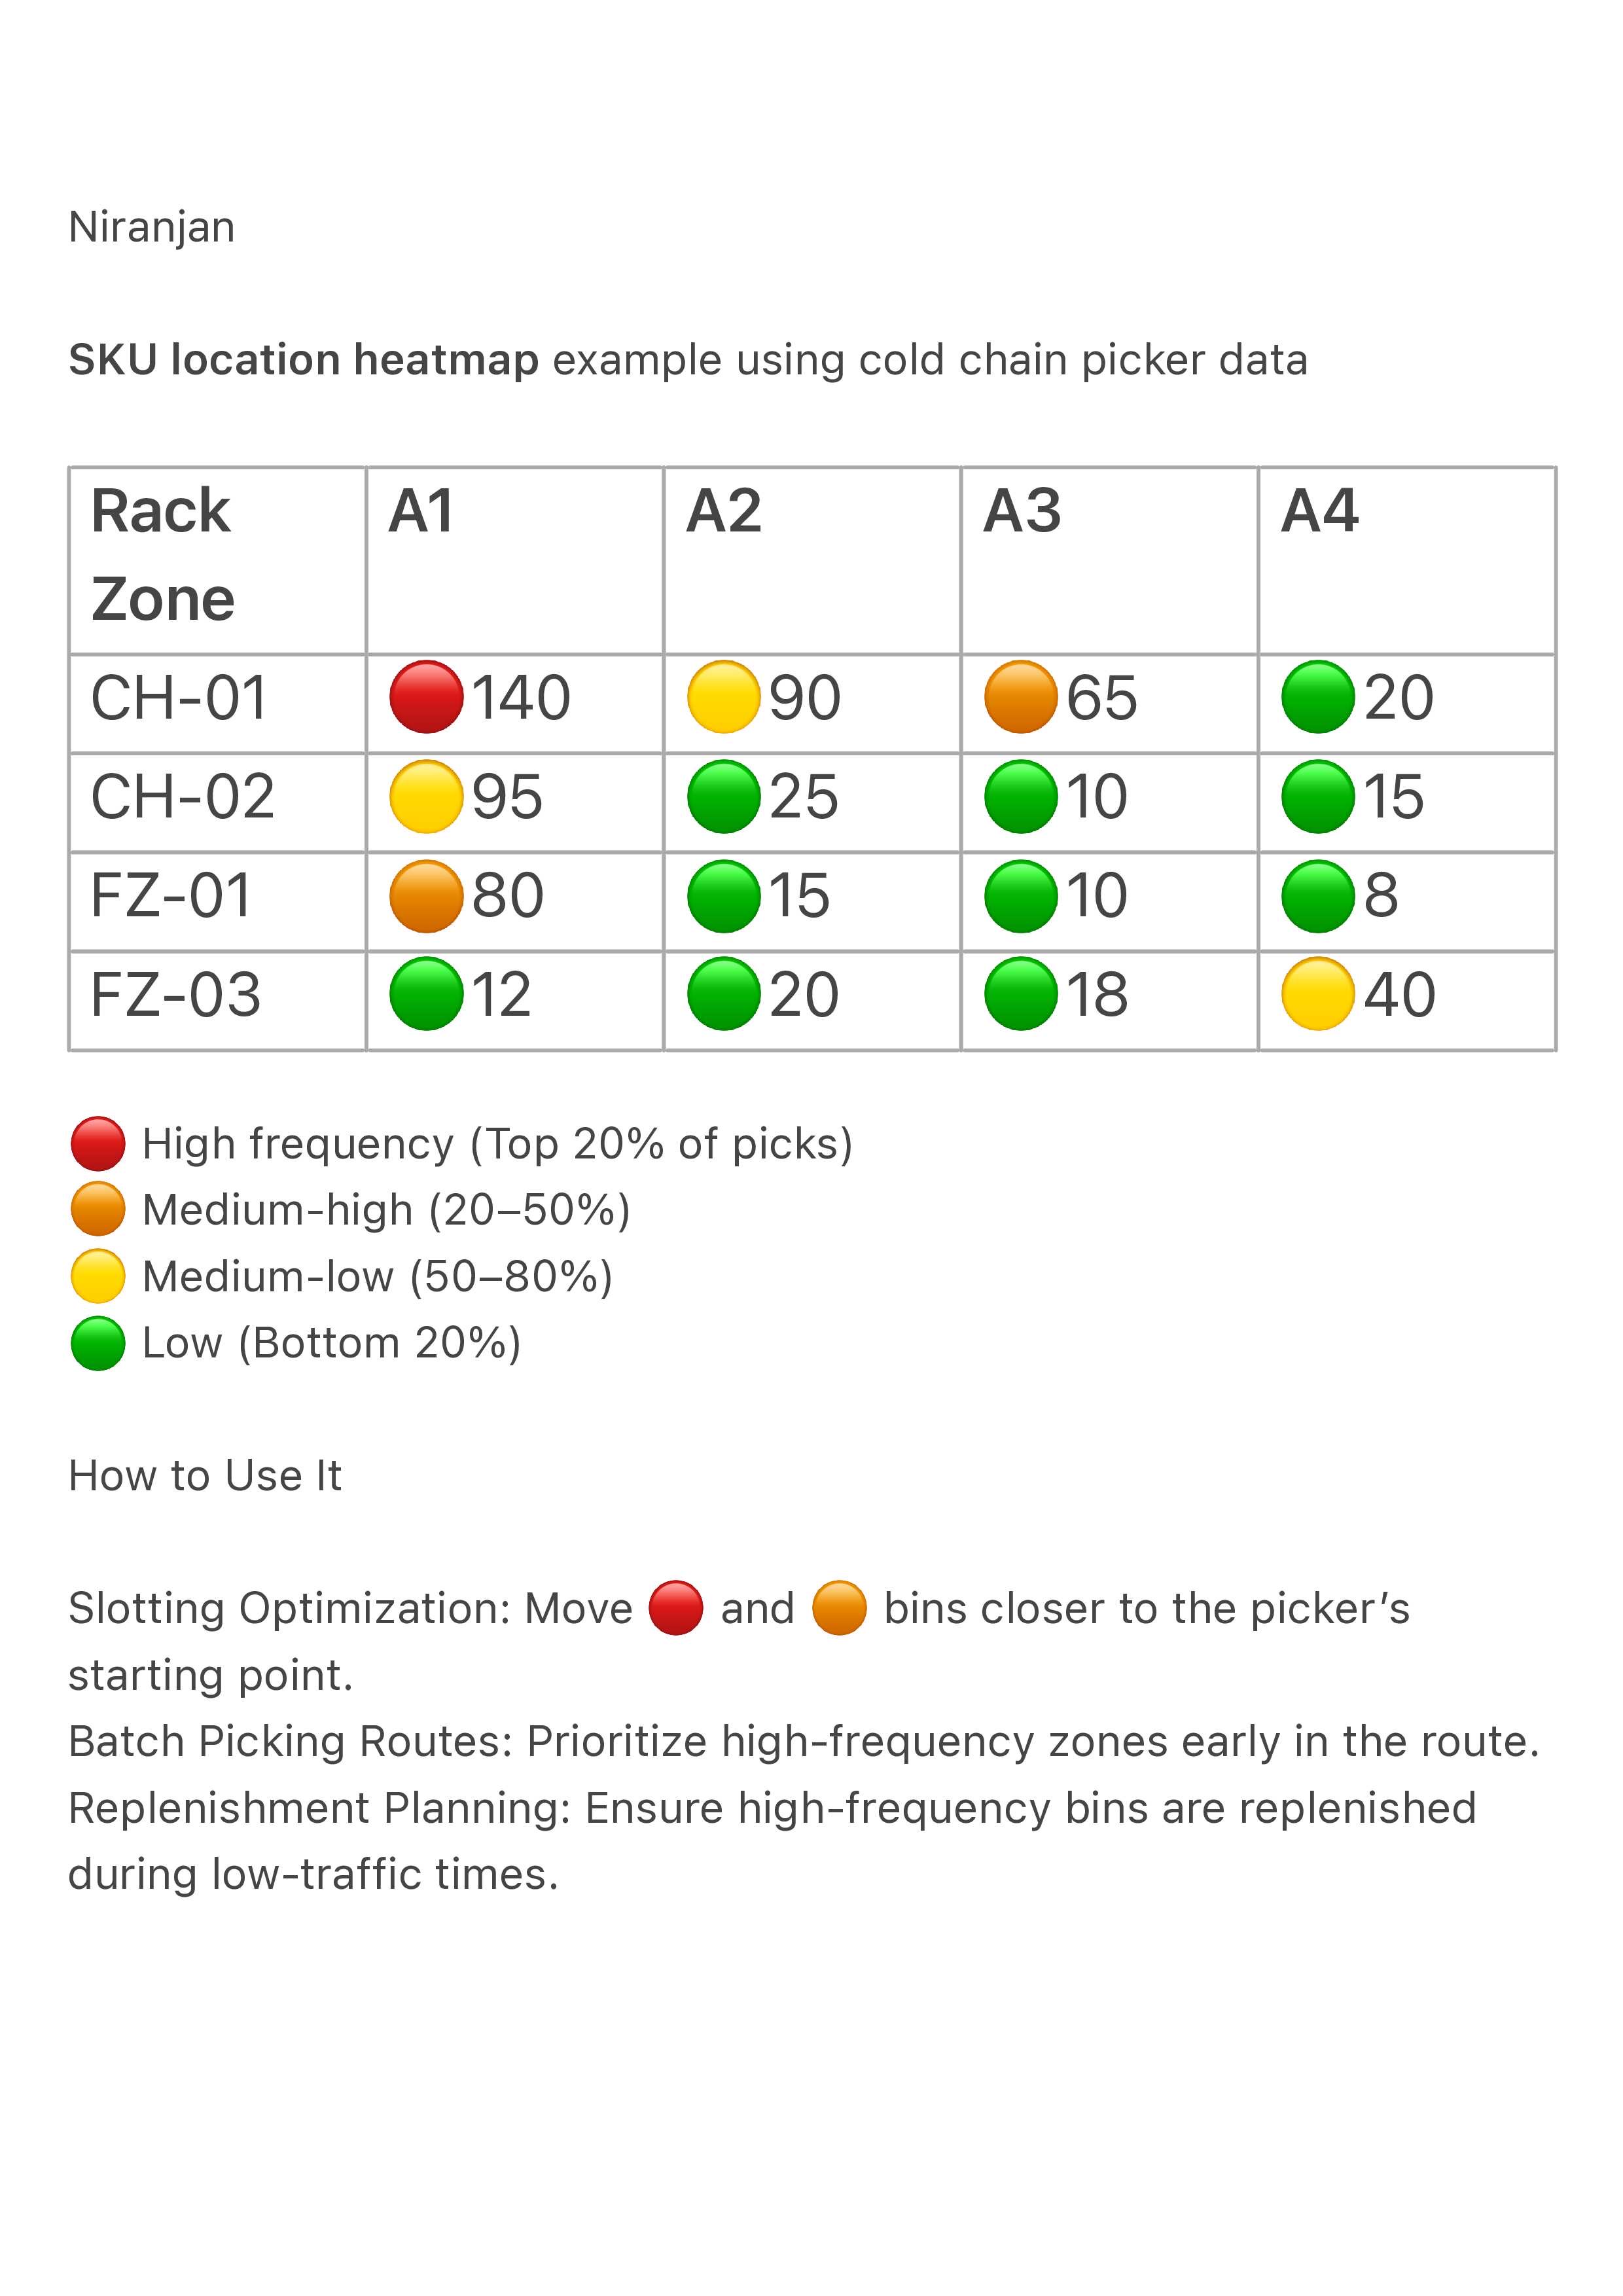 Niranjan
SKU location heatmap example using cold chain picker data
Rack Zone A1 A2 A3 A4
CH-01 🔴140 🟡90 🟠65 🟢20
CH-02 🟡95 🟢25 🟢10 🟢15
FZ-01 🟠80 🟢15 🟢10 🟢8
FZ-03 🟢12 🟢20 🟢18 🟡40
🔴 High frequency (Top 20% of picks)
🟠 Medium-high (20–50%)
🟡 Medium-low (50–80%)
🟢 Low (Bottom 20%)
How to Use It
Slotting Optimization: Move 🔴 and 🟠 bins closer to the picker’s
starting point.
Batch Picking Routes: Prioritize high-frequency zones early in the route.
Replenishment Planning: Ensure high-frequency bins are replenished
during low-traffic times.